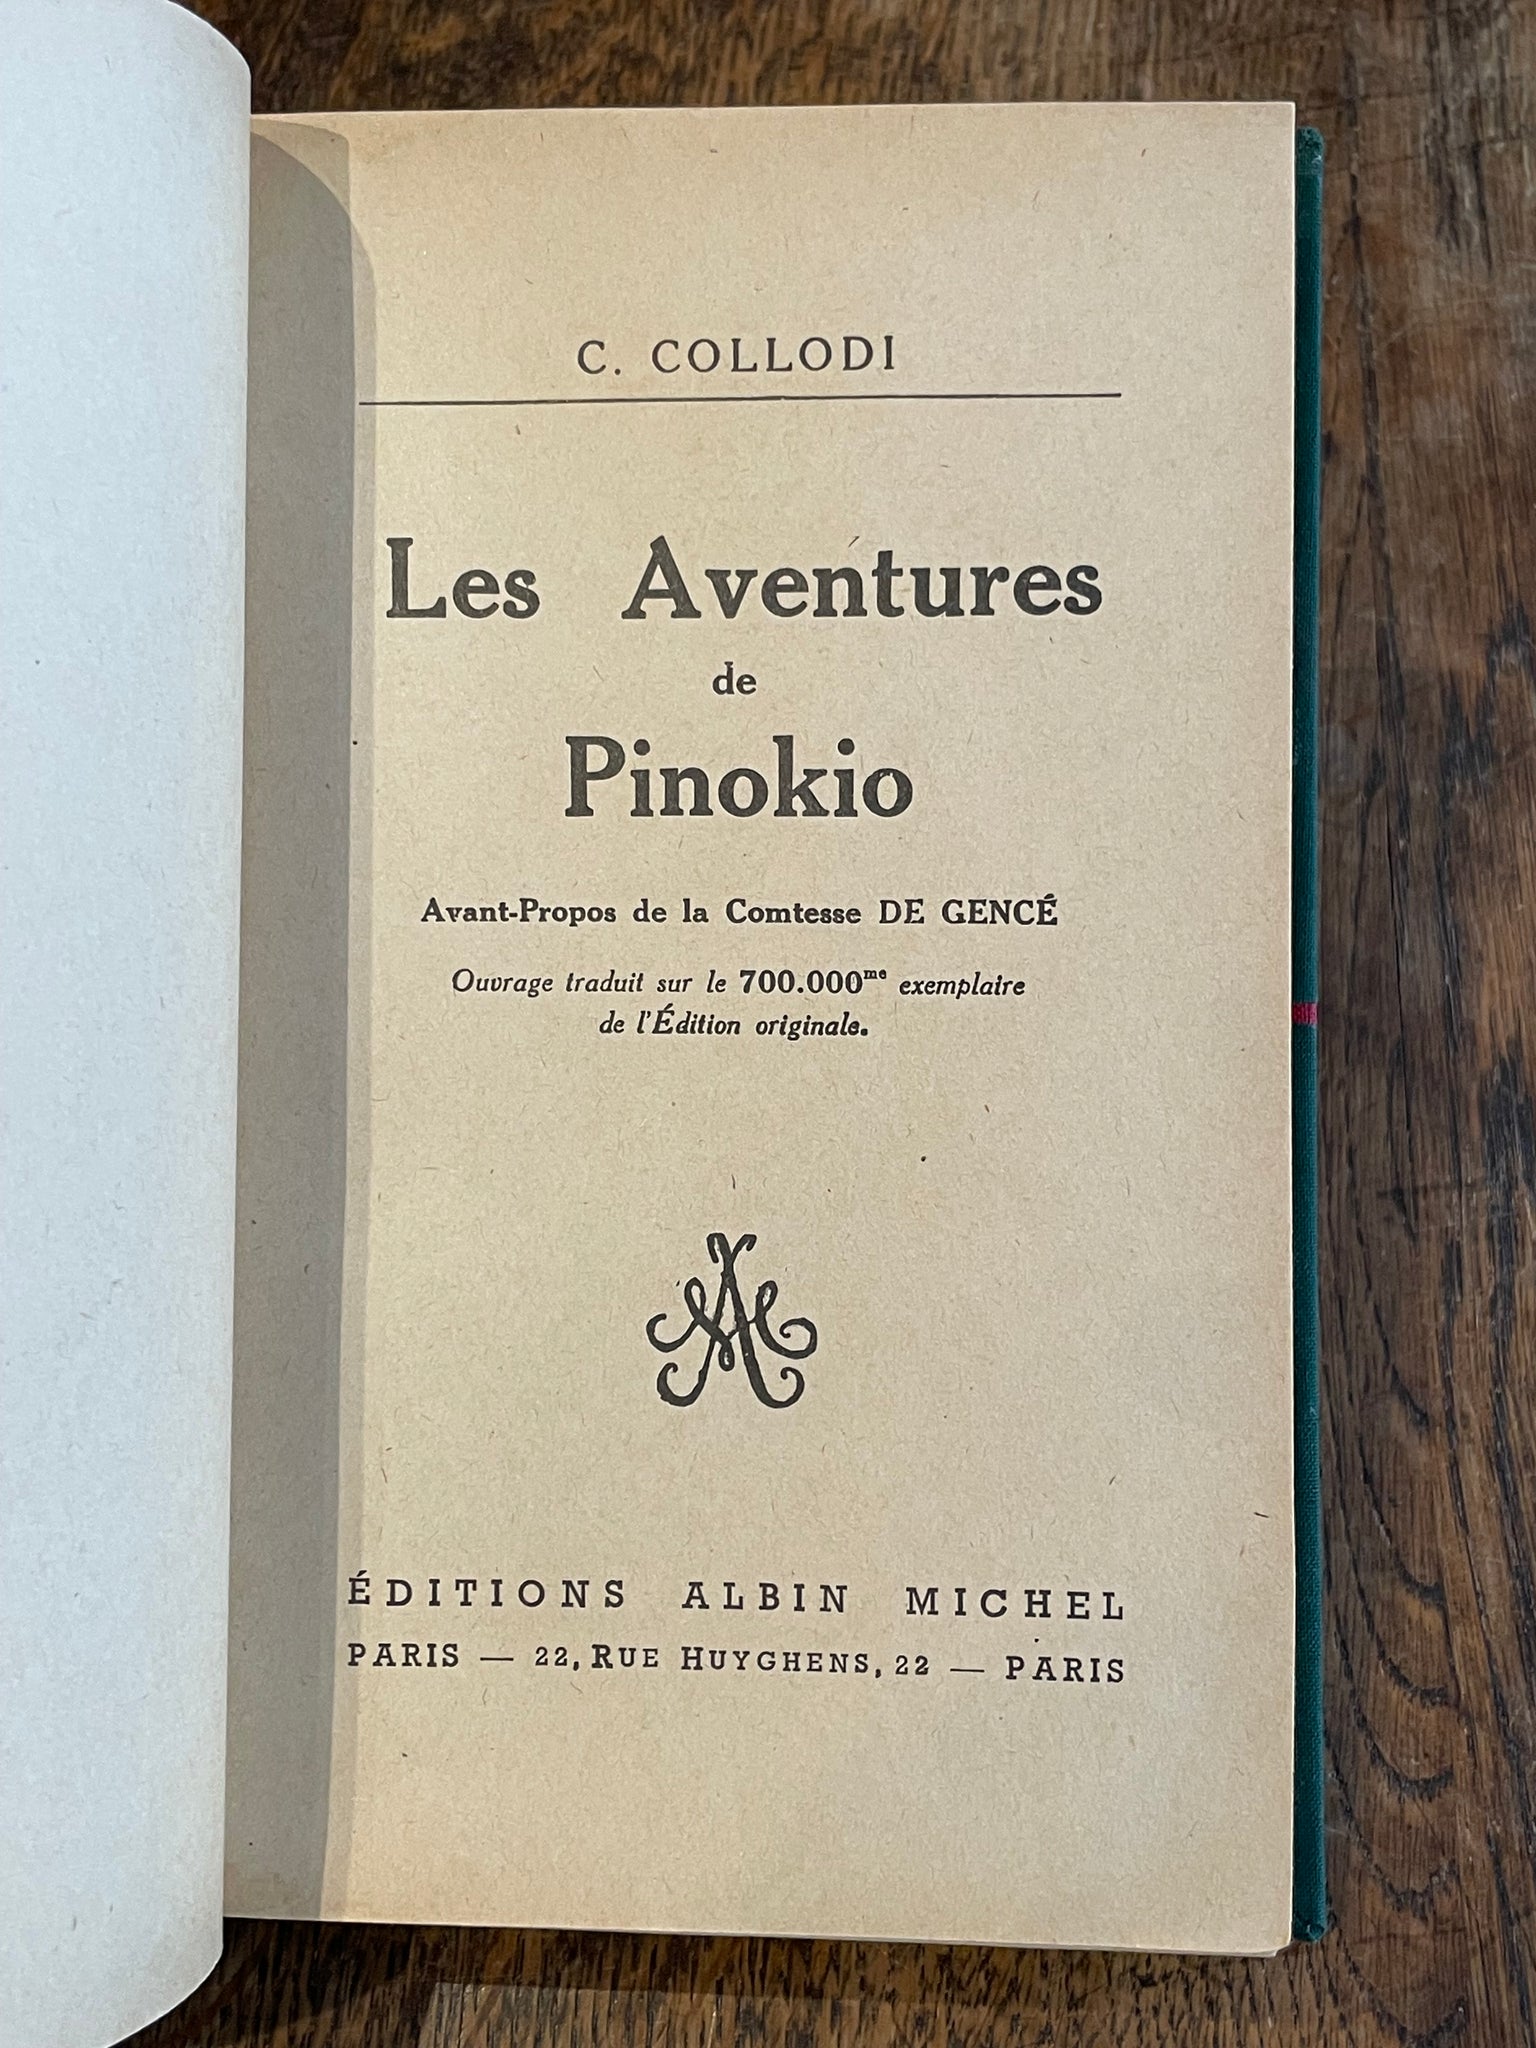 C. COLLODI
Les Aventures
de
Pinokio
Avant-Propos de la Comtesse DE GENCÉ
Ouvrage traduit sur le 700.000me exemplaire
de l'Édition originale.
AM
ÉDITIONS ALBIN MICHEL
PARIS — 22, RUE HUYGHENS, 22 — PARIS